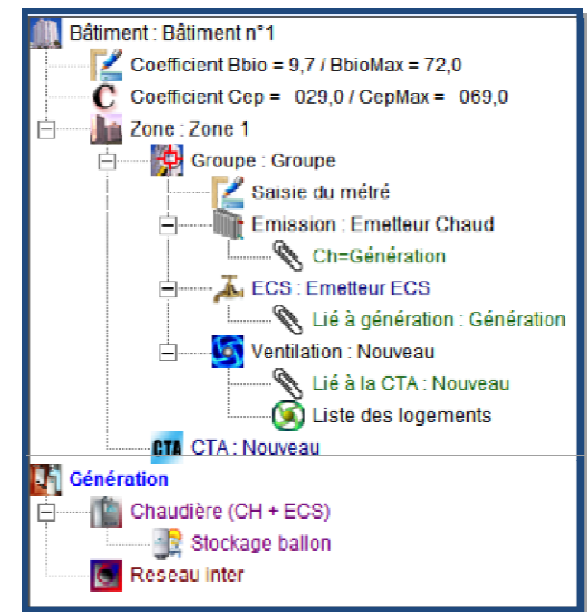 Bâtiment : Bâtiment n°1
Coefficient Bbio = 9,7 / BbioMax = 72,0
C Coefficient Cep = 029,0 / CepMax = 069,0
Zone : Zone 1
Groupe : Groupe
Saisie du métré
Emission : Emetteur Chaud
Ch=Génération
ECS : Emetteur ECS
Lié à génération : Génération
Ventilation : Nouveau
Lié à la CTA : Nouveau
Liste des logements
CTA CTA : Nouveau
Génération
Chaudière (CH + ECS)
Stockage ballon
Reseau inter